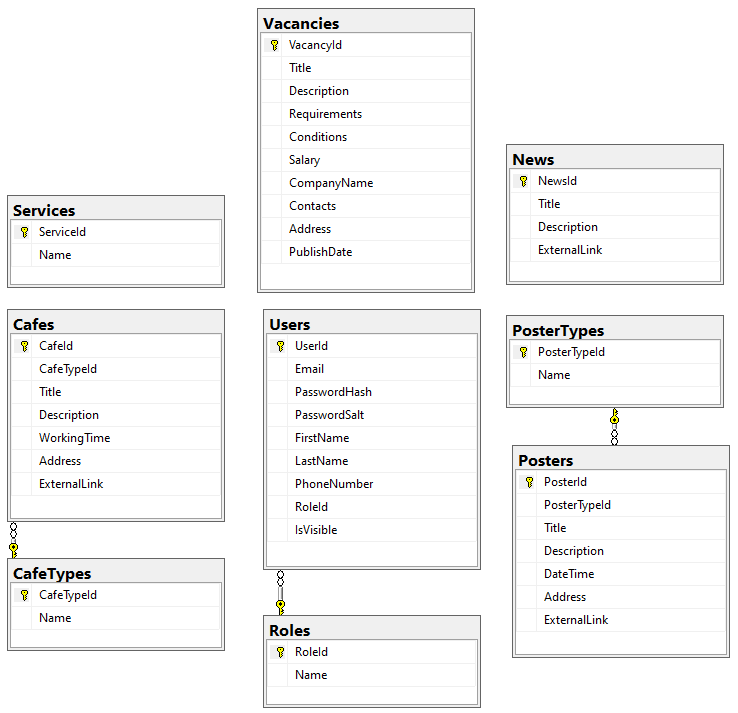 Vacancies
VacancyId
Title
Description
Requirements
Conditions
Salary
CompanyName
Contacts
Address
PublishDate
News
NewsId
Title
Description
ExternalLink
Services
ServiceId
Name
Cafes
CafeId
CafeTypeId
Title
Description
WorkingTime
Address
ExternalLink
Users
UserId
Email
PasswordHash
PasswordSalt
FirstName
LastName
PhoneNumber
RoleId
IsVisible
PosterTypes
PosterTypeId
Name
Posters
PosterId
PosterTypeId
Title
Description
DateTime
Address
ExternalLink
CafeTypes
CafeTypeId
Name
Roles
RoleId
Name